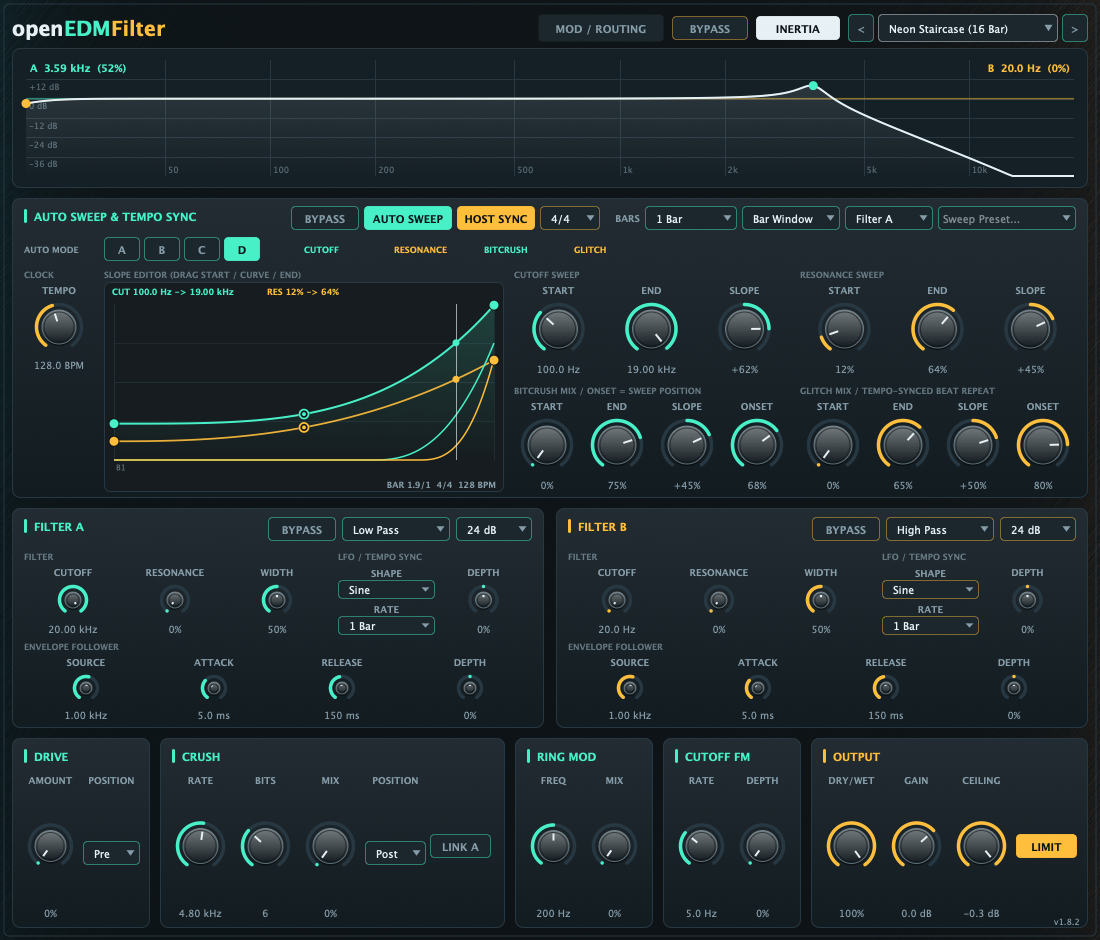 openEDMFilter
MOD / ROUTING
BYPASS
INERTIA
<
Neon Staircase (16 Bar)
>
A 3.59 kHz (52%)
B 20.0 Hz (0%)
+12 dB
0 dB
-12 dB
-24 dB
-36 dB
50
100
200
500
1k
2k
5k
10k
AUTO SWEEP & TEMPO SYNC
BYPASS
AUTO SWEEP
HOST SYNC
4/4
BARS
1 Bar
Bar Window
Filter A
Sweep Preset...
AUTO MODE
A
B
C
D
CUTOFF
RESONANCE
BITCRUSH
GLITCH
CLOCK
TEMPO
128.0 BPM
SLOPE EDITOR (DRAG START / CURVE / END)
CUT 100.0 Hz -> 19.00 kHz
RES 12% -> 64%
B1
BAR 1.9/1 4/4 128 BPM
CUTOFF SWEEP
START
END
SLOPE
100.0 Hz
19.00 kHz
+62%
RESONANCE SWEEP
START
END
SLOPE
12%
64%
+45%
BITCRUSH MIX / ONSET = SWEEP POSITION
START
END
SLOPE
ONSET
0%
75%
+45%
68%
GLITCH MIX / TEMPO-SYNCED BEAT REPEAT
START
END
SLOPE
ONSET
0%
65%
+50%
80%
FILTER A
BYPASS
Low Pass
24 dB
FILTER
CUTOFF
RESONANCE
WIDTH
20.00 kHz
0%
50%
LFO / TEMPO SYNC
SHAPE
Sine
RATE
1 Bar
DEPTH
0%
ENVELOPE FOLLOWER
SOURCE
ATTACK
RELEASE
DEPTH
1.00 kHz
5.0 ms
150 ms
0%
FILTER B
BYPASS
High Pass
24 dB
FILTER
CUTOFF
RESONANCE
WIDTH
20.0 Hz
0%
50%
LFO / TEMPO SYNC
SHAPE
Sine
RATE
1 Bar
DEPTH
0%
ENVELOPE FOLLOWER
SOURCE
ATTACK
RELEASE
DEPTH
1.00 kHz
5.0 ms
150 ms
0%
DRIVE
AMOUNT
POSITION
Pre
0%
CRUSH
RATE
BITS
MIX
POSITION
Post
LINK A
4.80 kHz
6
0%
RING MOD
FREQ
MIX
200 Hz
0%
CUTOFF FM
RATE
DEPTH
5.0 Hz
0%
OUTPUT
DRY/WET
GAIN
CEILING
LIMIT
100%
0.0 dB
-0.3 dB
v1.8.2